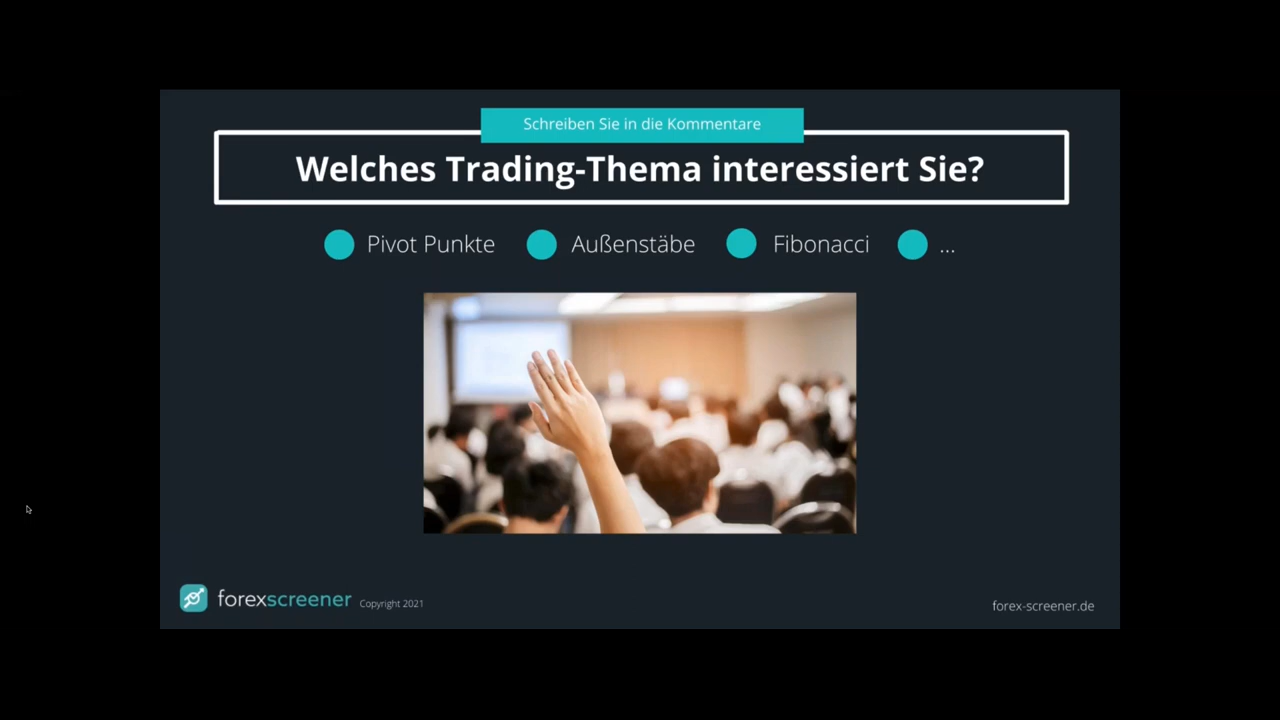 Schreiben Sie in die Kommentare
Welches Trading-Thema interessiert Sie?
Pivot Punkte Außenstäbe Fibonacci ...
forexscreener Copyright 2021
forex-screener.de